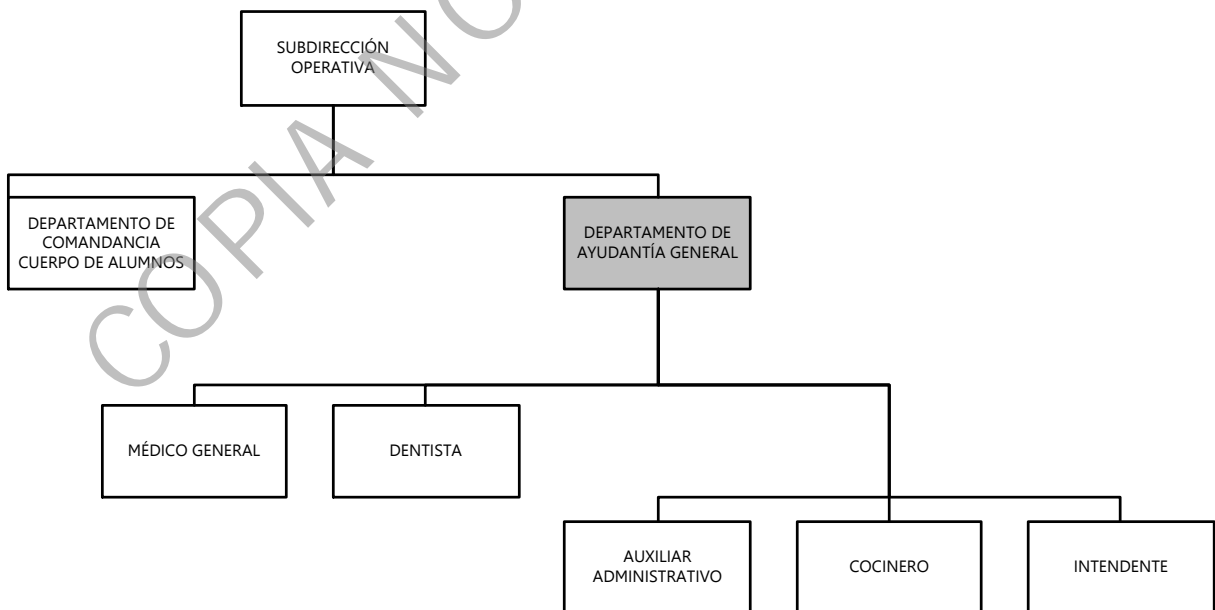 SUBDIRECCIÓN
OPERATIVA
DEPARTAMENTO DE
COMANDANCIA
CUERPO DE ALUMNOS
DEPARTAMENTO DE
AYUDANTÍA GENERAL
MÉDICO GENERAL
DENTISTA
AUXILIAR
ADMINISTRATIVO
COCINERO
INTENDENTE
COPIA NO